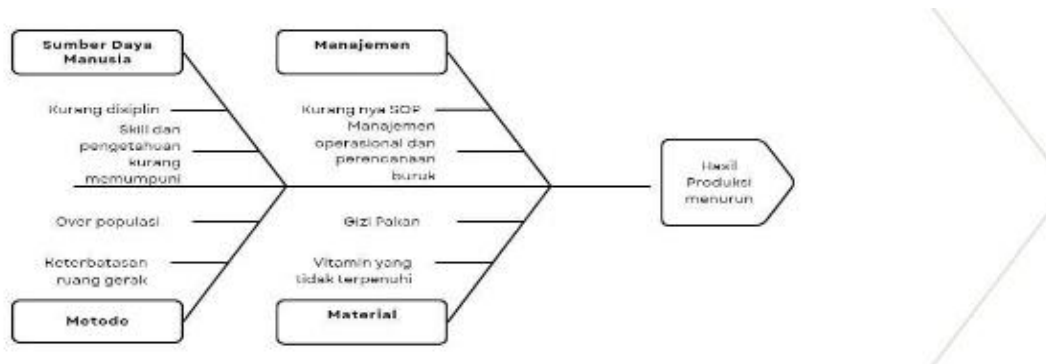 Sumber Daya
Manusia
Kurang disiplin
Skill dan
pengetahuan
kurang
memumpuni
Manajemen
Kurang nya SOP
Manajemen
operasional dan
perencanaan
buruk
Over populasi
Keterbatasan
ruang gerak
Metode
Gizi Pakan
Vitamin yang
tidak terpenuhi
Material
Hasil
Produksi
menurun